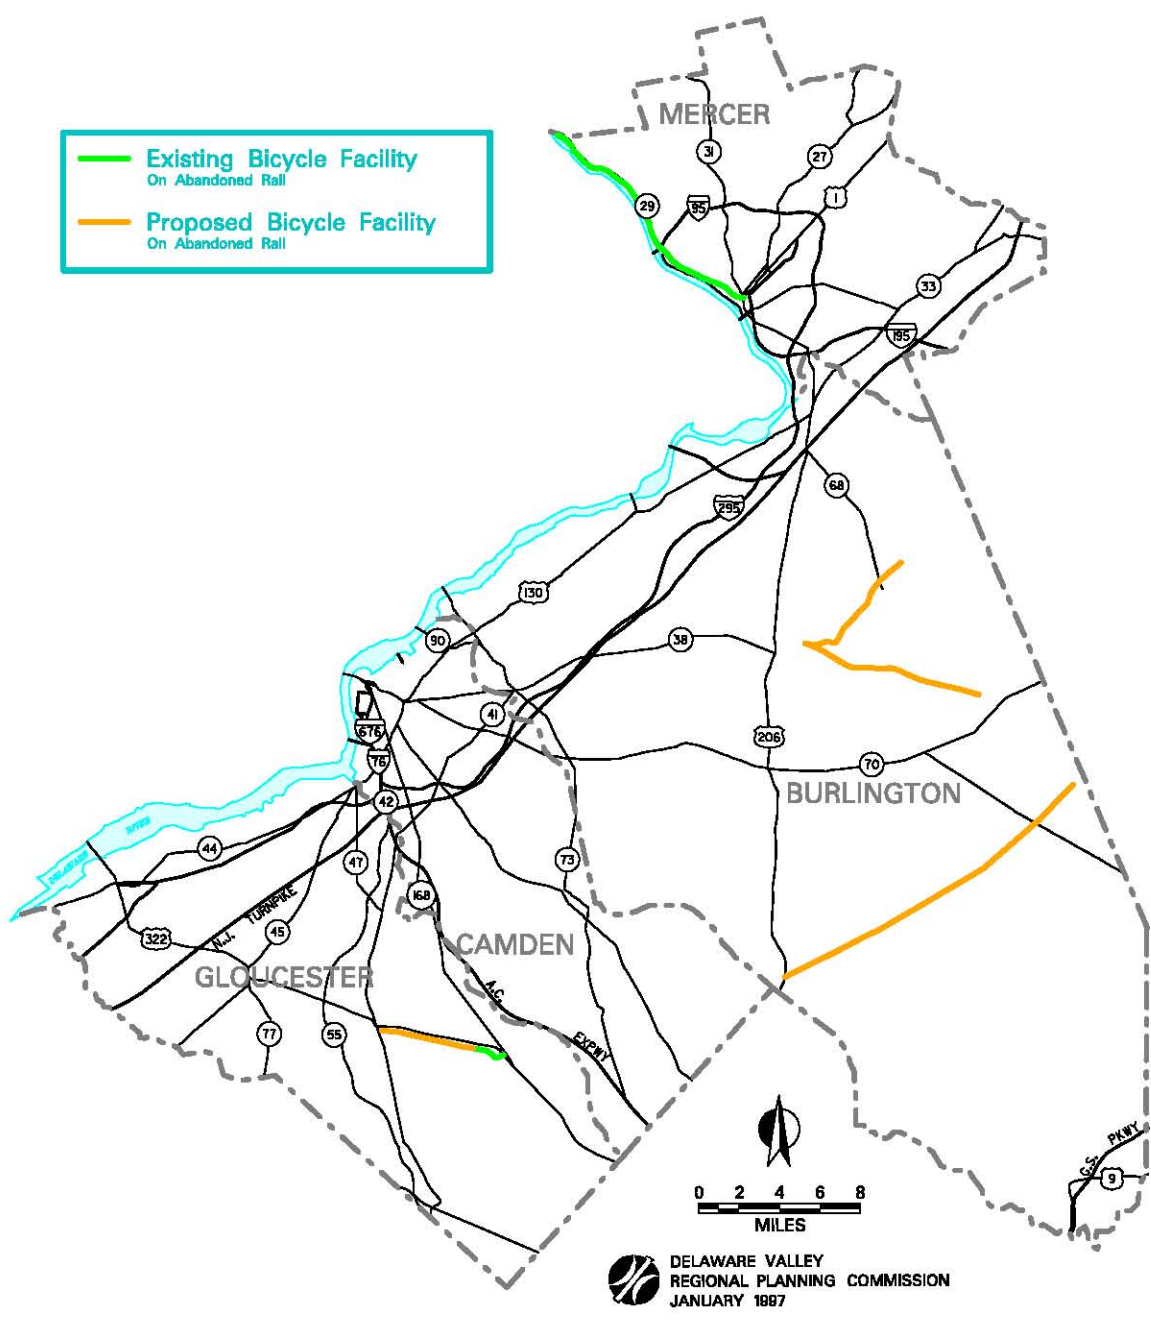 MERCER
Existing Bicycle Facility
On Abandoned Rail
Proposed Bicycle Facility
On Abandoned Rail
31
27
1
29
95
33
195
68
295
130
90
38
41
676
206
76
70
42
BURLINGTON
DELAWARE RIVER
44
47
73
168
N.J. TURNPIKE
45
322
CAMDEN
GLOUCESTER
A.C. EXPWY
77
55
G.S. PKWY
9
0 2 4 6 8
MILES
DELAWARE VALLEY
REGIONAL PLANNING COMMISSION
JANUARY 1997